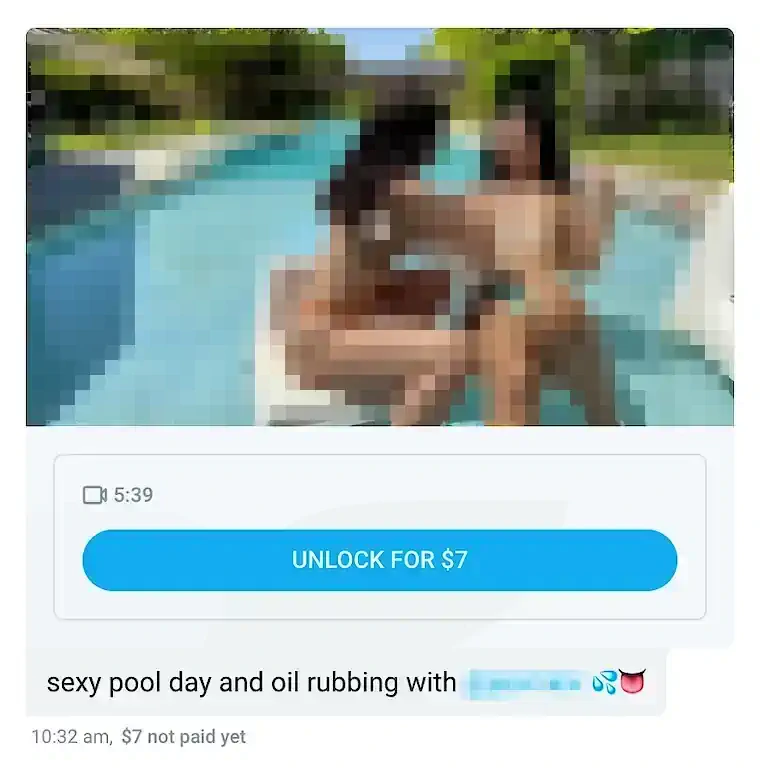 5:39
UNLOCK FOR $7
sexy pool day and oil rubbing with 💦👅
10:32 am, $7 not paid yet